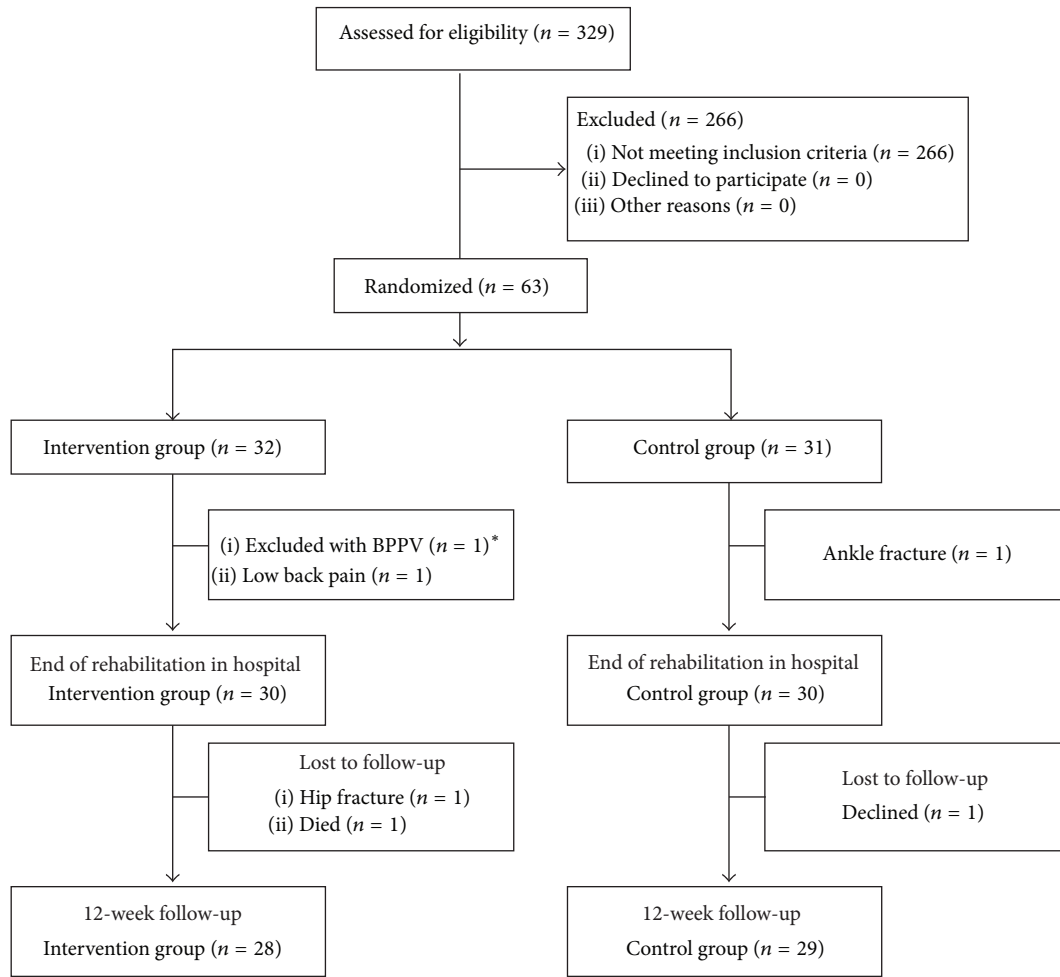 Assessed for eligibility (n = 329)
Excluded (n = 266)
(i) Not meeting inclusion criteria (n = 266)
(ii) Declined to participate (n = 0)
(iii) Other reasons (n = 0)
Randomized (n = 63)
Intervention group (n = 32)
Control group (n = 31)
(i) Excluded with BPPV (n = 1)*
(ii) Low back pain (n = 1)
Ankle fracture (n = 1)
End of rehabilitation in hospital
Intervention group (n = 30)
End of rehabilitation in hospital
Control group (n = 30)
Lost to follow-up
(i) Hip fracture (n = 1)
(ii) Died (n = 1)
Lost to follow-up
Declined (n = 1)
12-week follow-up
Intervention group (n = 28)
12-week follow-up
Control group (n = 29)